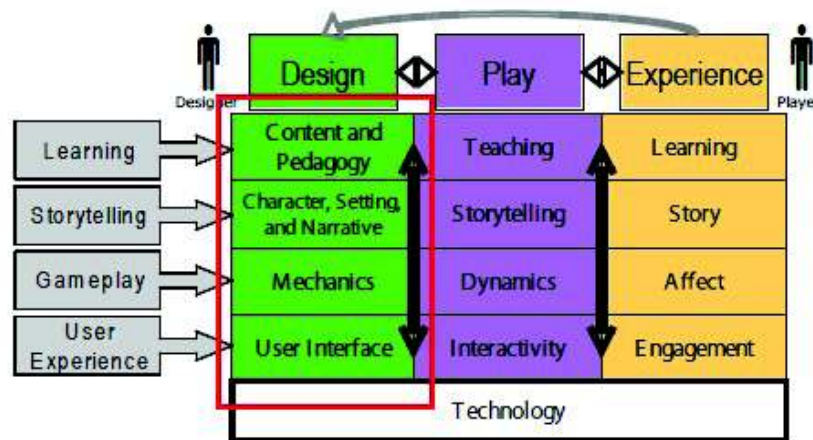 Design
Play
Experience
Designer
Playe
Learning
Content and
Pedagogy
Teaching
Learning
Storytelling
Character, Setting,
and Narrative
Storytelling
Story
Gameplay
Mechanics
Dynamics
Affect
User
Experience
User Interface
Interactivity
Engagement
Technology